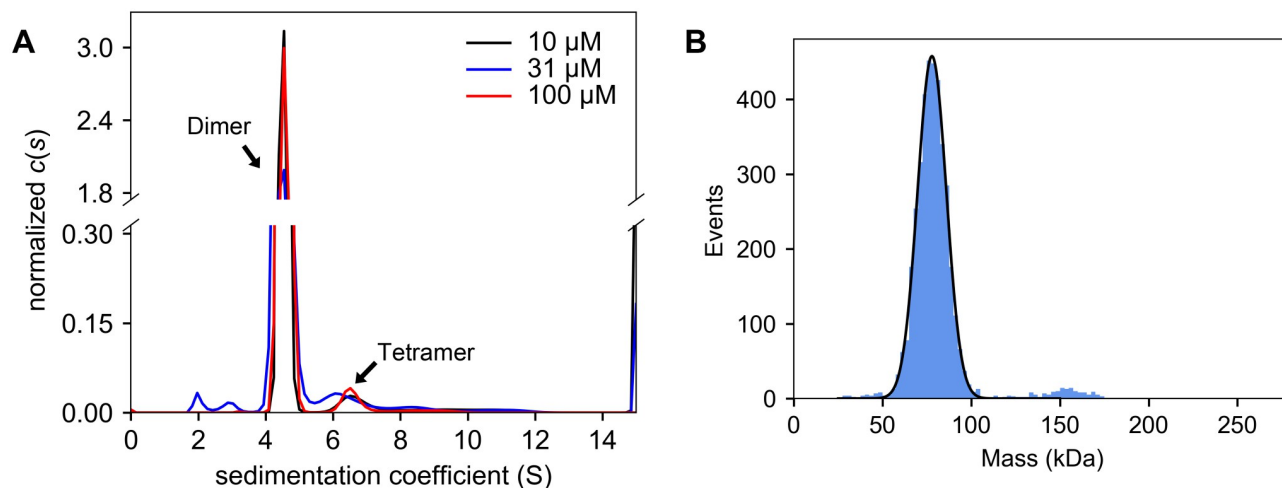 A
normalized c(s)
3.0
2.4
1.8
0.30
0.15
0.00
Dimer
Tetramer
10 µM
31 µM
100 µM
0 2 4 6 8 10 12 14
sedimentation coefficient (S)
B
Events
400
300
200
100
0
0 50 100 150 200 250
Mass (kDa)